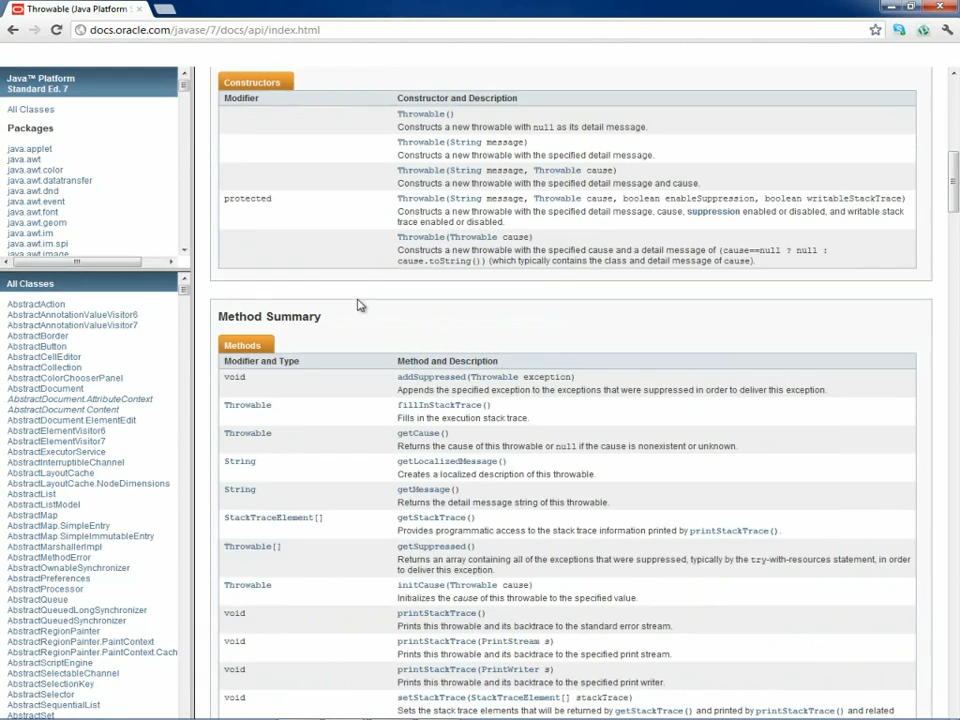 Throwable (Java Platform
docs.oracle.com/javase/7/docs/api/index.html
Java™ Platform
Standard Ed. 7
All Classes
Packages
java.applet
java.awt
java.awt.color
java.awt.datatransfer
java.awt.dnd
java.awt.event
java.awt.font
java.awt.geom
java.awt.im
java.awt.im.spi
java.awt.image
All Classes
AbstractAction
AbstractAnnotationValueVisitor6
AbstractAnnotationValueVisitor7
AbstractBorder
AbstractButton
AbstractCellEditor
AbstractCollection
AbstractColorChooserPanel
AbstractDocument
AbstractDocument.AttributeContext
AbstractDocument.Content
AbstractDocument.ElementEdit
AbstractElementVisitor6
AbstractElementVisitor7
AbstractExecutorService
AbstractInterruptibleChannel
AbstractLayoutCache
AbstractLayoutCache.NodeDimensions
AbstractList
AbstractListModel
AbstractMap
AbstractMap.SimpleEntry
AbstractMap.SimpleImmutableEntry
AbstractMarshallerImpl
AbstractMethodError
AbstractOwnableSynchronizer
AbstractPreferences
AbstractProcessor
AbstractQueue
AbstractQueuedLongSynchronizer
AbstractQueuedSynchronizer
AbstractRegionPainter
AbstractRegionPainter.PaintContext
AbstractRegionPainter.PaintContext.Cach
AbstractScriptEngine
AbstractSelectableChannel
AbstractSelectionKey
AbstractSelector
AbstractSequentialList
AbstractSet
Constructors
Modifier Constructor and Description
Throwable()
Constructs a new throwable with null as its detail message.
Throwable(String message)
Constructs a new throwable with the specified detail message.
Throwable(String message, Throwable cause)
Constructs a new throwable with the specified detail message and cause.
protected Throwable(String message, Throwable cause, boolean enableSuppression, boolean writableStackTrace)
Constructs a new throwable with the specified detail message, cause, suppression enabled or disabled, and writable stack
trace enabled or disabled.
Throwable(Throwable cause)
Constructs a new throwable with the specified cause and a detail message of (cause==null ? null :
cause.toString()) (which typically contains the class and detail message of cause).
Method Summary
Methods
Modifier and Type Method and Description
void addSuppressed(Throwable exception)
Appends the specified exception to the exceptions that were suppressed in order to deliver this exception.
Throwable fillInStackTrace()
Fills in the execution stack trace.
Throwable getCause()
Returns the cause of this throwable or null if the cause is nonexistent or unknown.
String getLocalizedMessage()
Creates a localized description of this throwable.
String getMessage()
Returns the detail message string of this throwable.
StackTraceElement[] getStackTrace()
Provides programmatic access to the stack trace information printed by printStackTrace().
Throwable[] getSuppressed()
Returns an array containing all of the exceptions that were suppressed, typically by the try-with-resources statement, in order
to deliver this exception.
Throwable initCause(Throwable cause)
Initializes the cause of this throwable to the specified value.
void printStackTrace()
Prints this throwable and its backtrace to the standard error stream.
void printStackTrace(PrintStream s)
Prints this throwable and its backtrace to the specified print stream.
void printStackTrace(PrintWriter s)
Prints this throwable and its backtrace to the specified print writer.
void setStackTrace(StackTraceElement[] stackTrace)
Sets the stack trace elements that will be returned by getStackTrace() and printed by printStackTrace() and related